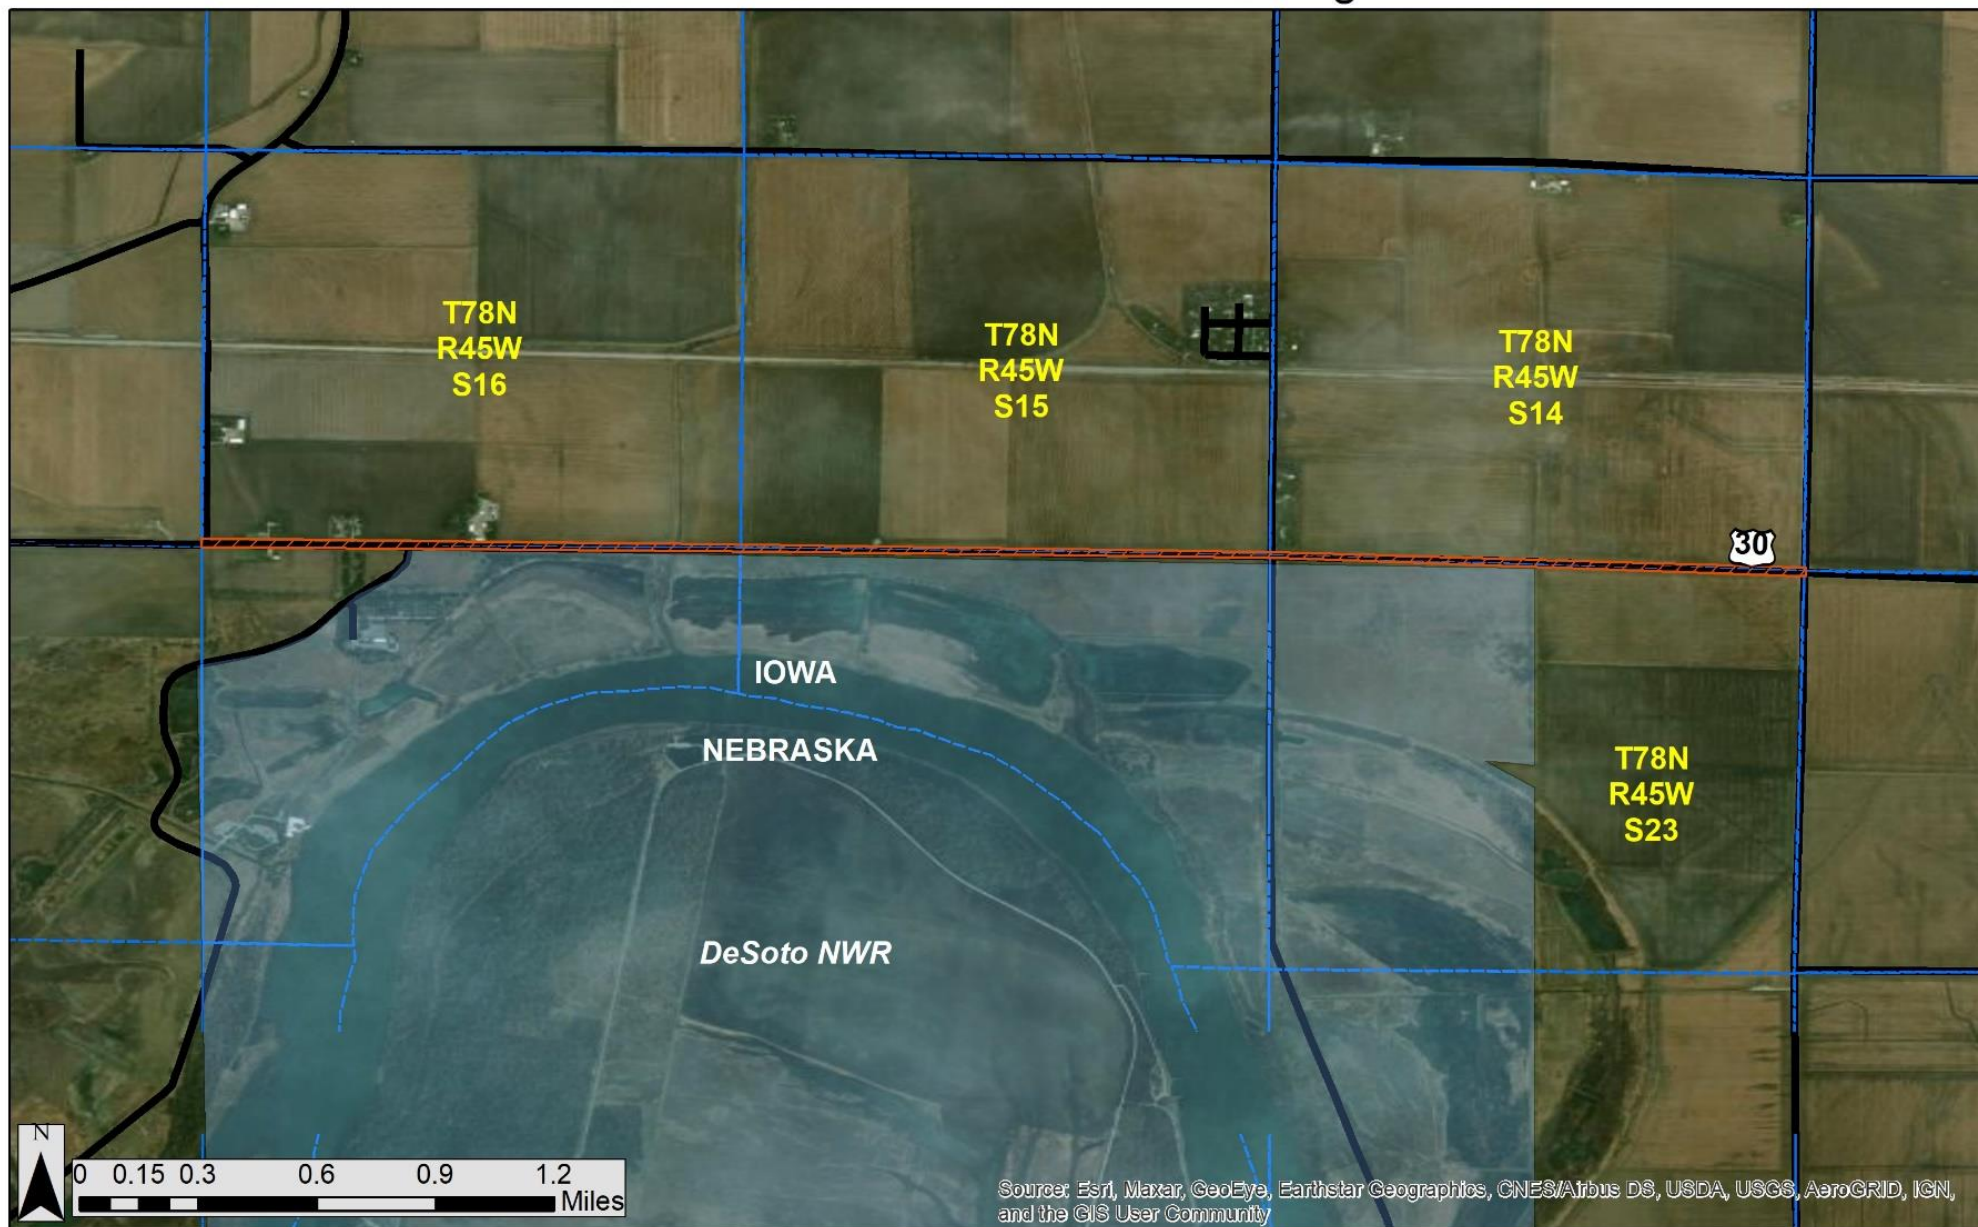 T78N
R45W
S16
T78N
R45W
S15
T78N
R45W
S14
30
IOWA
NEBRASKA
T78N
R45W
S23
DeSoto NWR
N
0 0.15 0.3 0.6 0.9 1.2
Miles
Source: Esri, Maxar, GeoEye, Earthstar Geographics, CNES/Airbus DS, USDA, USGS, AeroGRID, IGN,
and the GIS User Community